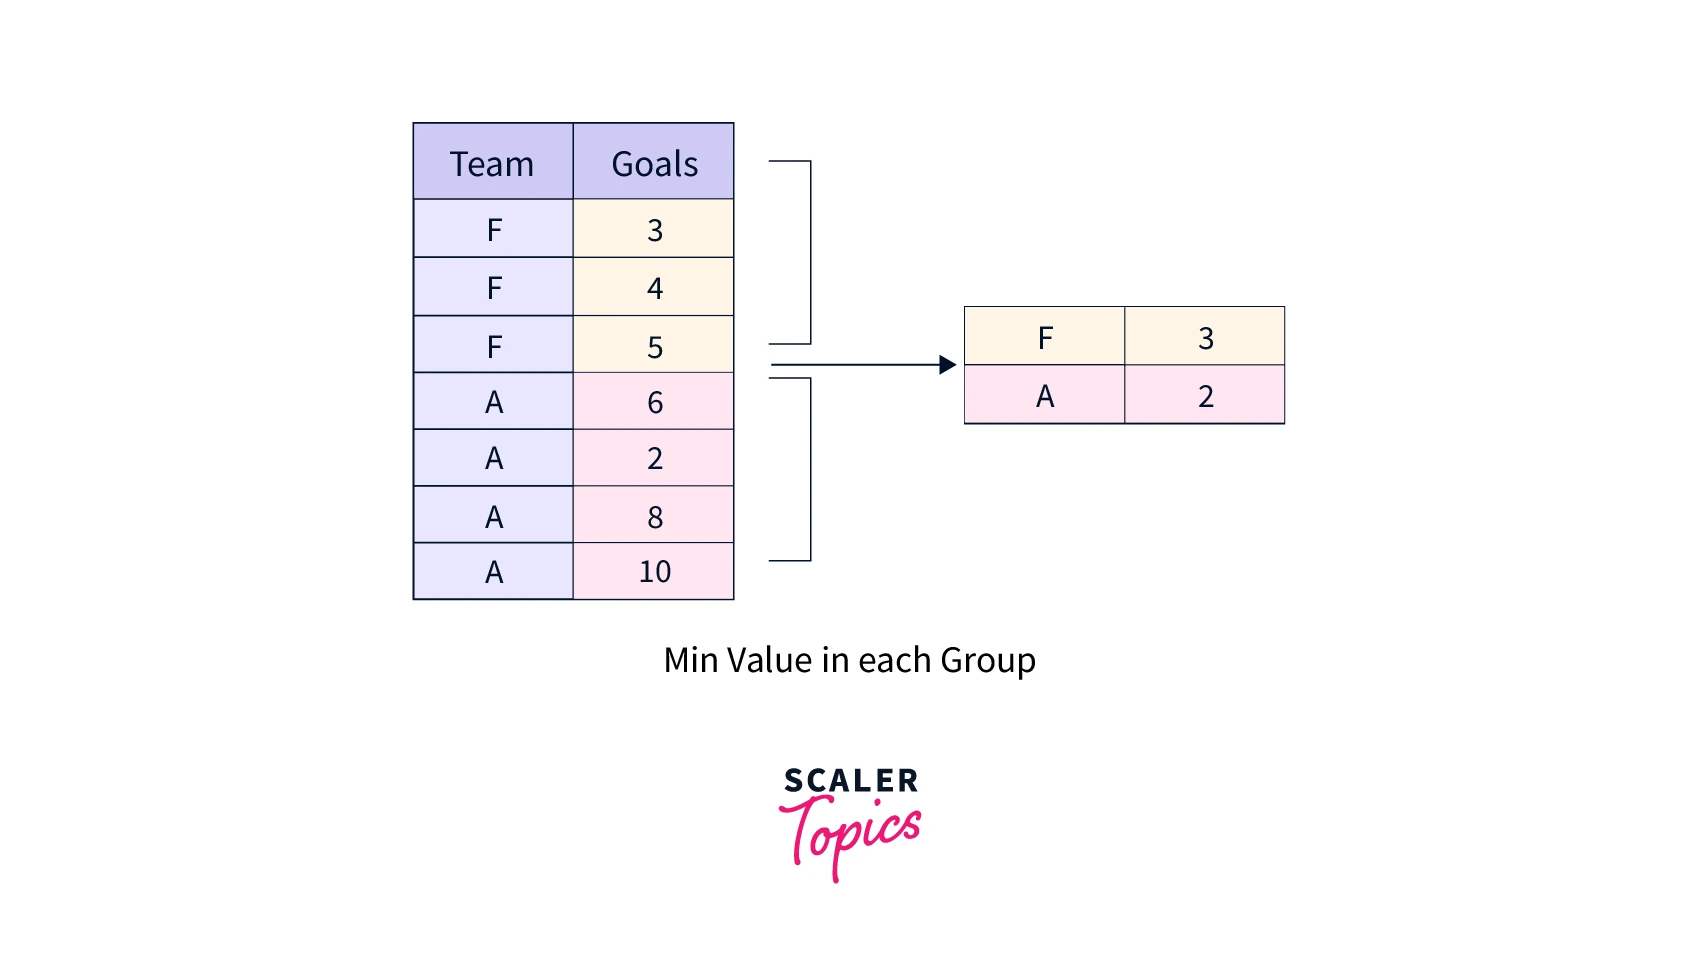 Team Goals
F 3
F 4
F 5
A 6
A 2
A 8
A 10
F 3
A 2
Min Value in each Group
SCALER
Topics